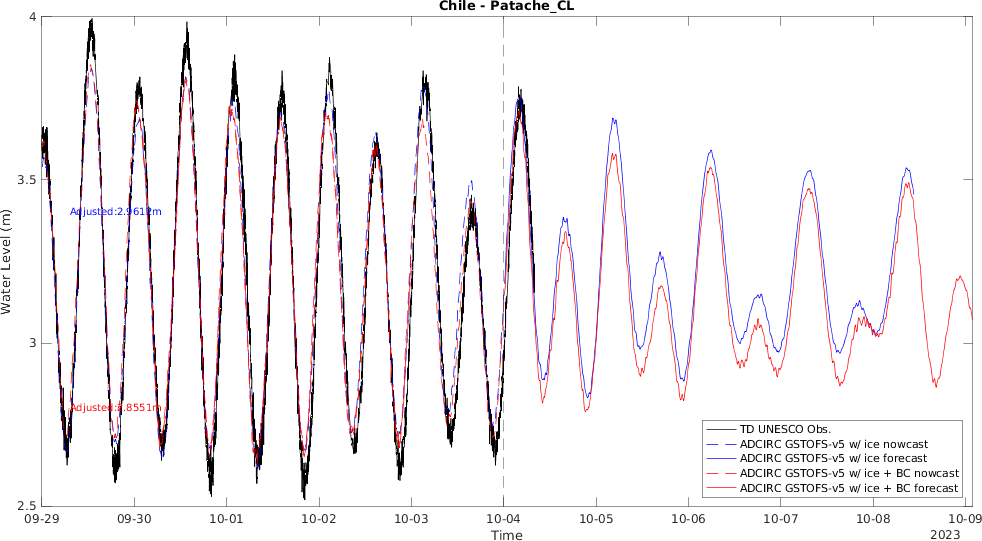 Chile - Patache_CL
4
3.5
3
2.5
Water Level (m)
Adjusted:2.9612m
Adjusted:2.8551m
TD UNESCO Obs.
ADCIRC GSTOFS-v5 w/ ice nowcast
ADCIRC GSTOFS-v5 w/ ice forecast
ADCIRC GSTOFS-v5 w/ ice + BC nowcast
ADCIRC GSTOFS-v5 w/ ice + BC forecast
09-29 09-30 10-01 10-02 10-03 10-04 10-05 10-06 10-07 10-08 10-09
Time
2023